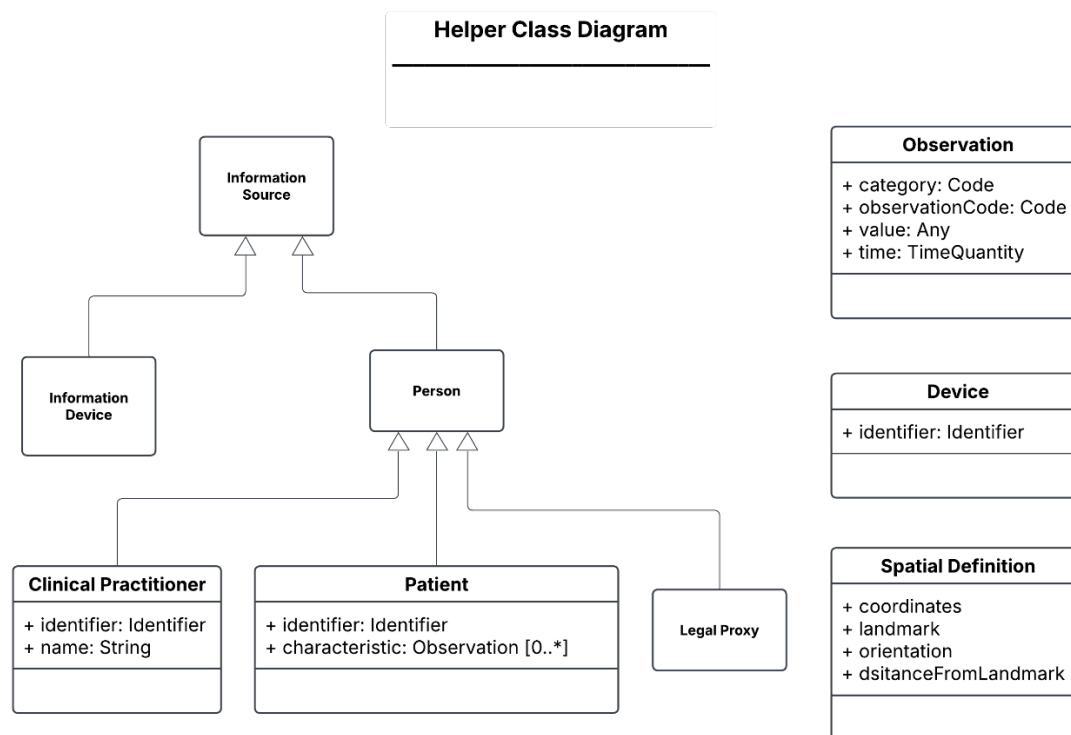 Helper Class Diagram
Information
Source
Information
Device
Person
Clinical Practitioner
+ identifier: Identifier
+ name: String
Patient
+ identifier: Identifier
+ characteristic: Observation [0..*]
Legal Proxy
Observation
+ category: Code
+ observationCode: Code
+ value: Any
+ time: TimeQuantity
Device
+ identifier: Identifier
Spatial Definition
+ coordinates
+ landmark
+ orientation
+ dsitanceFromLandmark